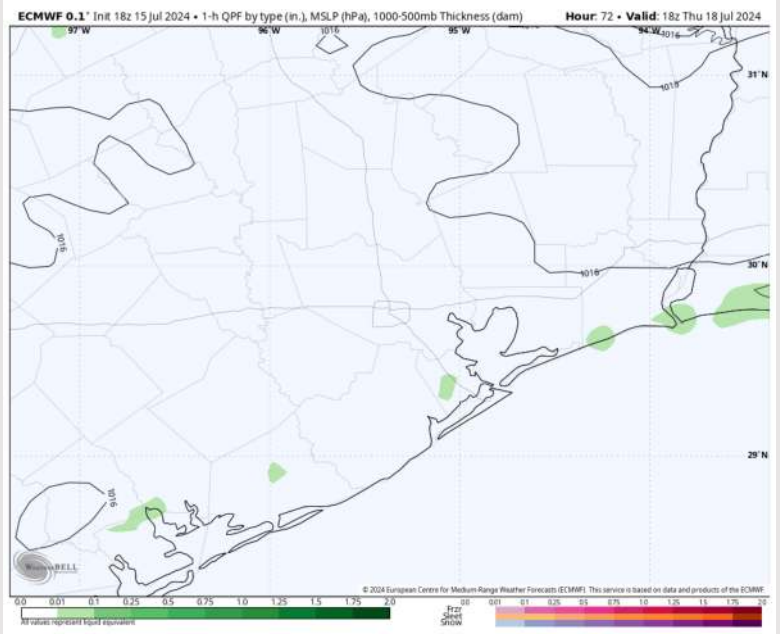 ECMWF 0.1° Init 18z 15 Jul 2024 • 1-h QPF by type (in.), MSLP (hPa), 1000-500mb Thickness (dam) Hour: 72 • Valid: 18z Thu 18 Jul 2024
97°W 96°W 1016 95°W 94°W 1016
31°N
1016
1016
30°N
1016
29°N
1016
WeatherBELL
© 2024 European Centre for Medium-Range Weather Forecasts (ECMWF). This service is based on data and products of the ECMWF.
0.0 0.01 0.1 0.25 0.5 0.75 1.0 1.25 1.5 1.75 2.0 0.0 0.01 0.1 0.25 0.5 0.75 1.0 1.25 1.5 1.75 2.0
Frzr
Sleet
Snow
All values represent liquid equivalent